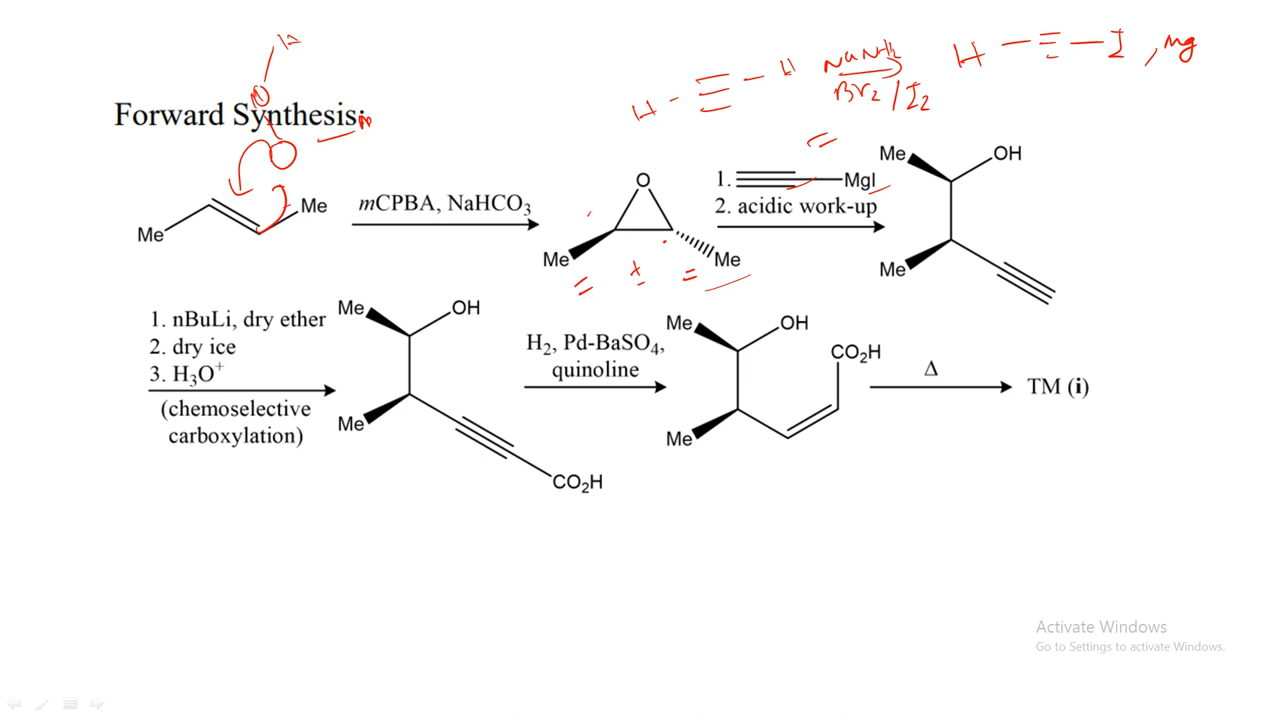 H
H - ≡ - H NaNH2 H - ≡ - I , Mg
Br2 / I2
Forward Synthesis:
Me
Me
mCPBA, NaHCO3
O
Me
Me
±
1. MgI
2. acidic work-up
Me
OH
Me
1. nBuLi, dry ether
2. dry ice
3. H3O+
(chemoselective
carboxylation)
Me
OH
Me
CO2H
H2, Pd-BaSO4,
quinoline
Me
OH
CO2H
Me
Δ
TM (i)
Activate Windows
Go to Settings to activate Windows.